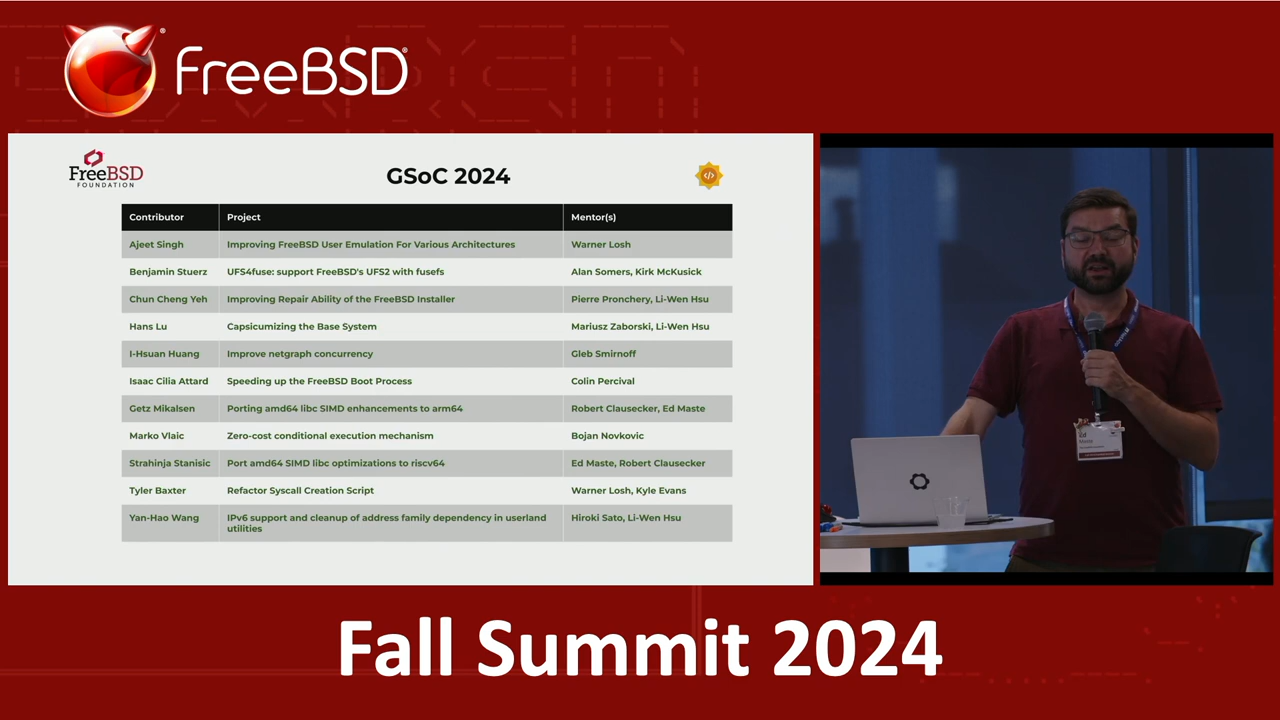 FreeBSD®
FreeBSD
FOUNDATION
GSoC 2024
Contributor Project Mentor(s)
Ajeet Singh Improving FreeBSD User Emulation For Various Architectures Warner Losh
Benjamin Stuerz UFS4fuse: support FreeBSD's UFS2 with fusefs Alan Somers, Kirk McKusick
Chun Cheng Yeh Improving Repair Ability of the FreeBSD Installer Pierre Pronchery, Li-Wen Hsu
Hans Lu Capsicumizing the Base System Mariusz Zaborski, Li-Wen Hsu
I-Hsuan Huang Improve netgraph concurrency Gleb Smirnoff
Isaac Cilia Attard Speeding up the FreeBSD Boot Process Colin Percival
Getz Mikalsen Porting amd64 libc SIMD enhancements to arm64 Robert Clausecker, Ed Maste
Marko Vlaic Zero-cost conditional execution mechanism Bojan Novkovic
Strahinja Stanisic Port amd64 SIMD libc optimizations to riscv64 Ed Maste, Robert Clausecker
Tyler Baxter Refactor Syscall Creation Script Warner Losh, Kyle Evans
Yan-Hao Wang IPv6 support and cleanup of address family dependency in userland Hiroki Sato, Li-Wen Hsu
utilities
</>
Ed
Maste
Fall Summit 2024